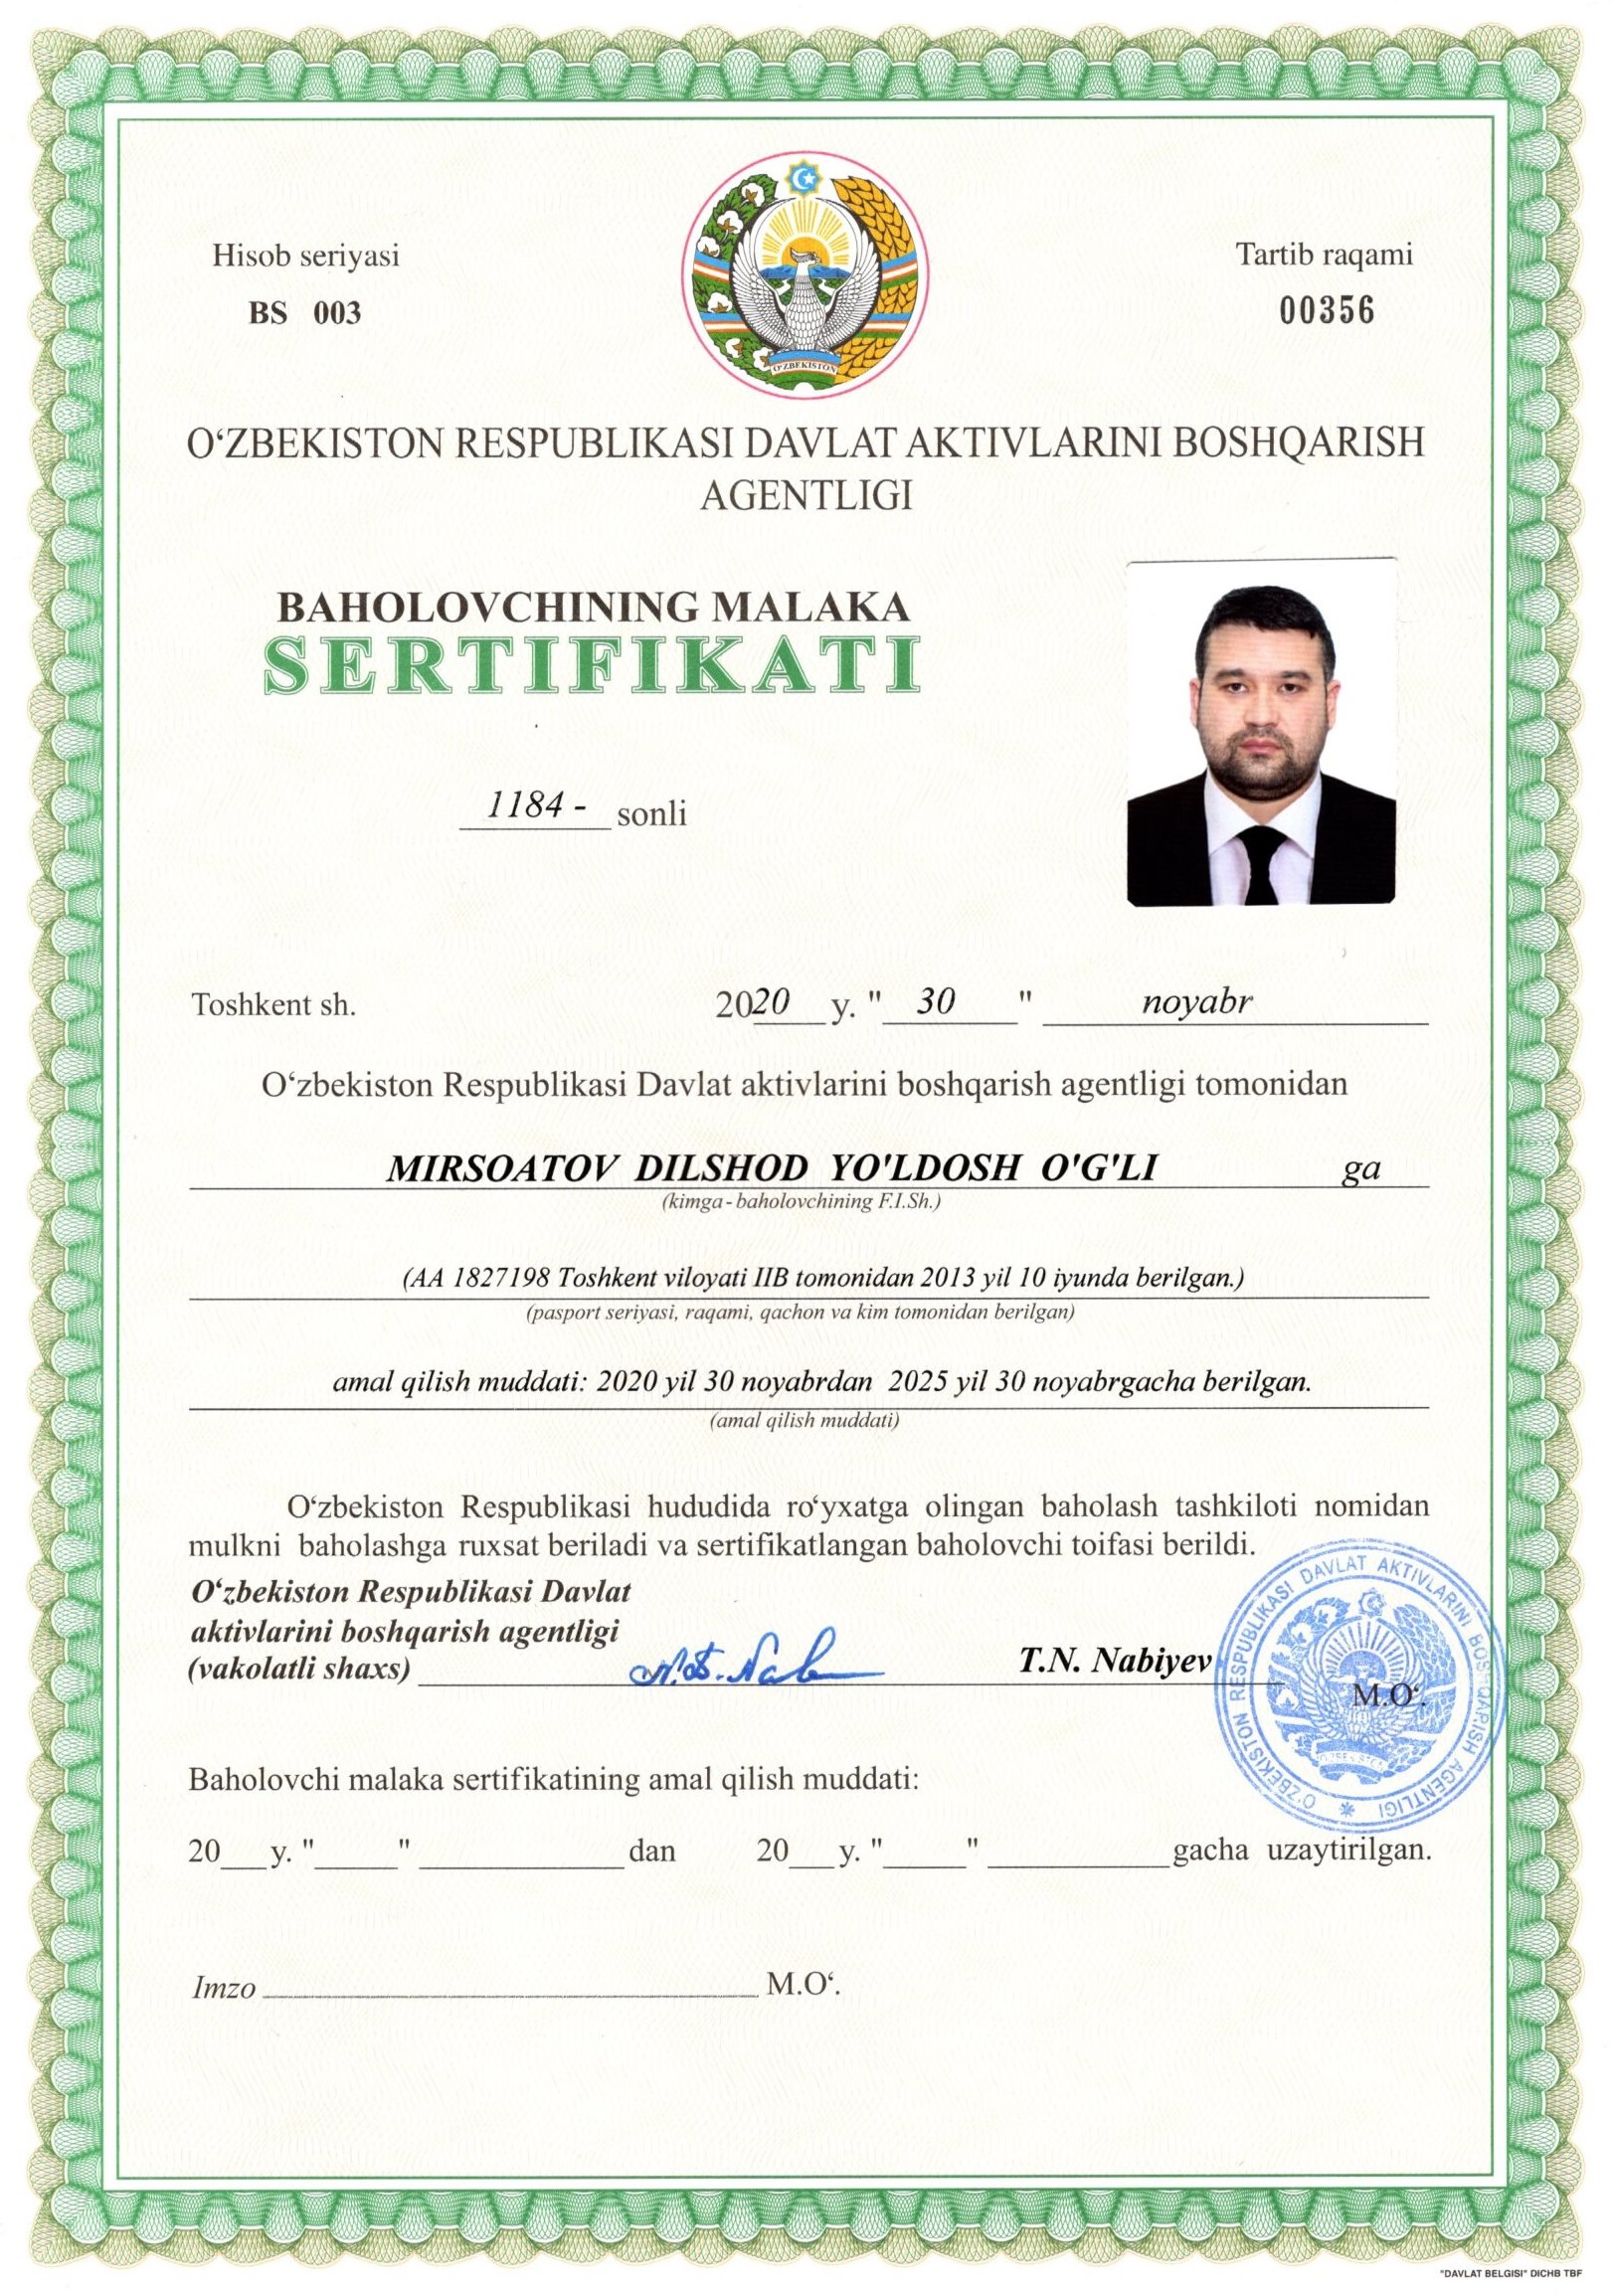 Hisob seriyasi
BS 003
Tartib raqami
00356
O'ZBEKISTON
O‘ZBEKISTON RESPUBLIKASI DAVLAT AKTIVLARINI BOSHQARISH
AGENTLIGI
BAHOLOVCHINING MALAKA
SERTIFIKATI
1184 - sonli
Toshkent sh. 2020 y. " 30 " noyabr
O‘zbekiston Respublikasi Davlat aktivlarini boshqarish agentligi tomonidan
MIRSOATOV DILSHOD YO'LDOSH O'G'LI ga
(kimga - baholovchining F.I.Sh.)
(AA 1827198 Toshkent viloyati IIB tomonidan 2013 yil 10 iyunda berilgan.)
(pasport seriyasi, raqami, qachon va kim tomonidan berilgan)
amal qilish muddati: 2020 yil 30 noyabrdan 2025 yil 30 noyabrgacha berilgan.
(amal qilish muddati)
O‘zbekiston Respublikasi hududida ro‘yxatga olingan baholash tashkiloti nomidan
mulkni baholashga ruxsat beriladi va sertifikatlangan baholovchi toifasi berildi.
O‘zbekiston Respublikasi Davlat
aktivlarini boshqarish agentligi
(vakolatli shaxs) T.N. Nabiyev
M.O‘.
O'ZBEKISTON RESPUBLIKASI DAVLAT AKTIVLARINI BOSHQARISH AGENTLIGI
Baholovchi malaka sertifikatining amal qilish muddati:
20___y. "_____" ____________dan 20___y. "_____" ____________gacha uzaytirilgan.
Imzo ____________ M.O‘.
"DAVLAT BELGISI" DICHB TBF